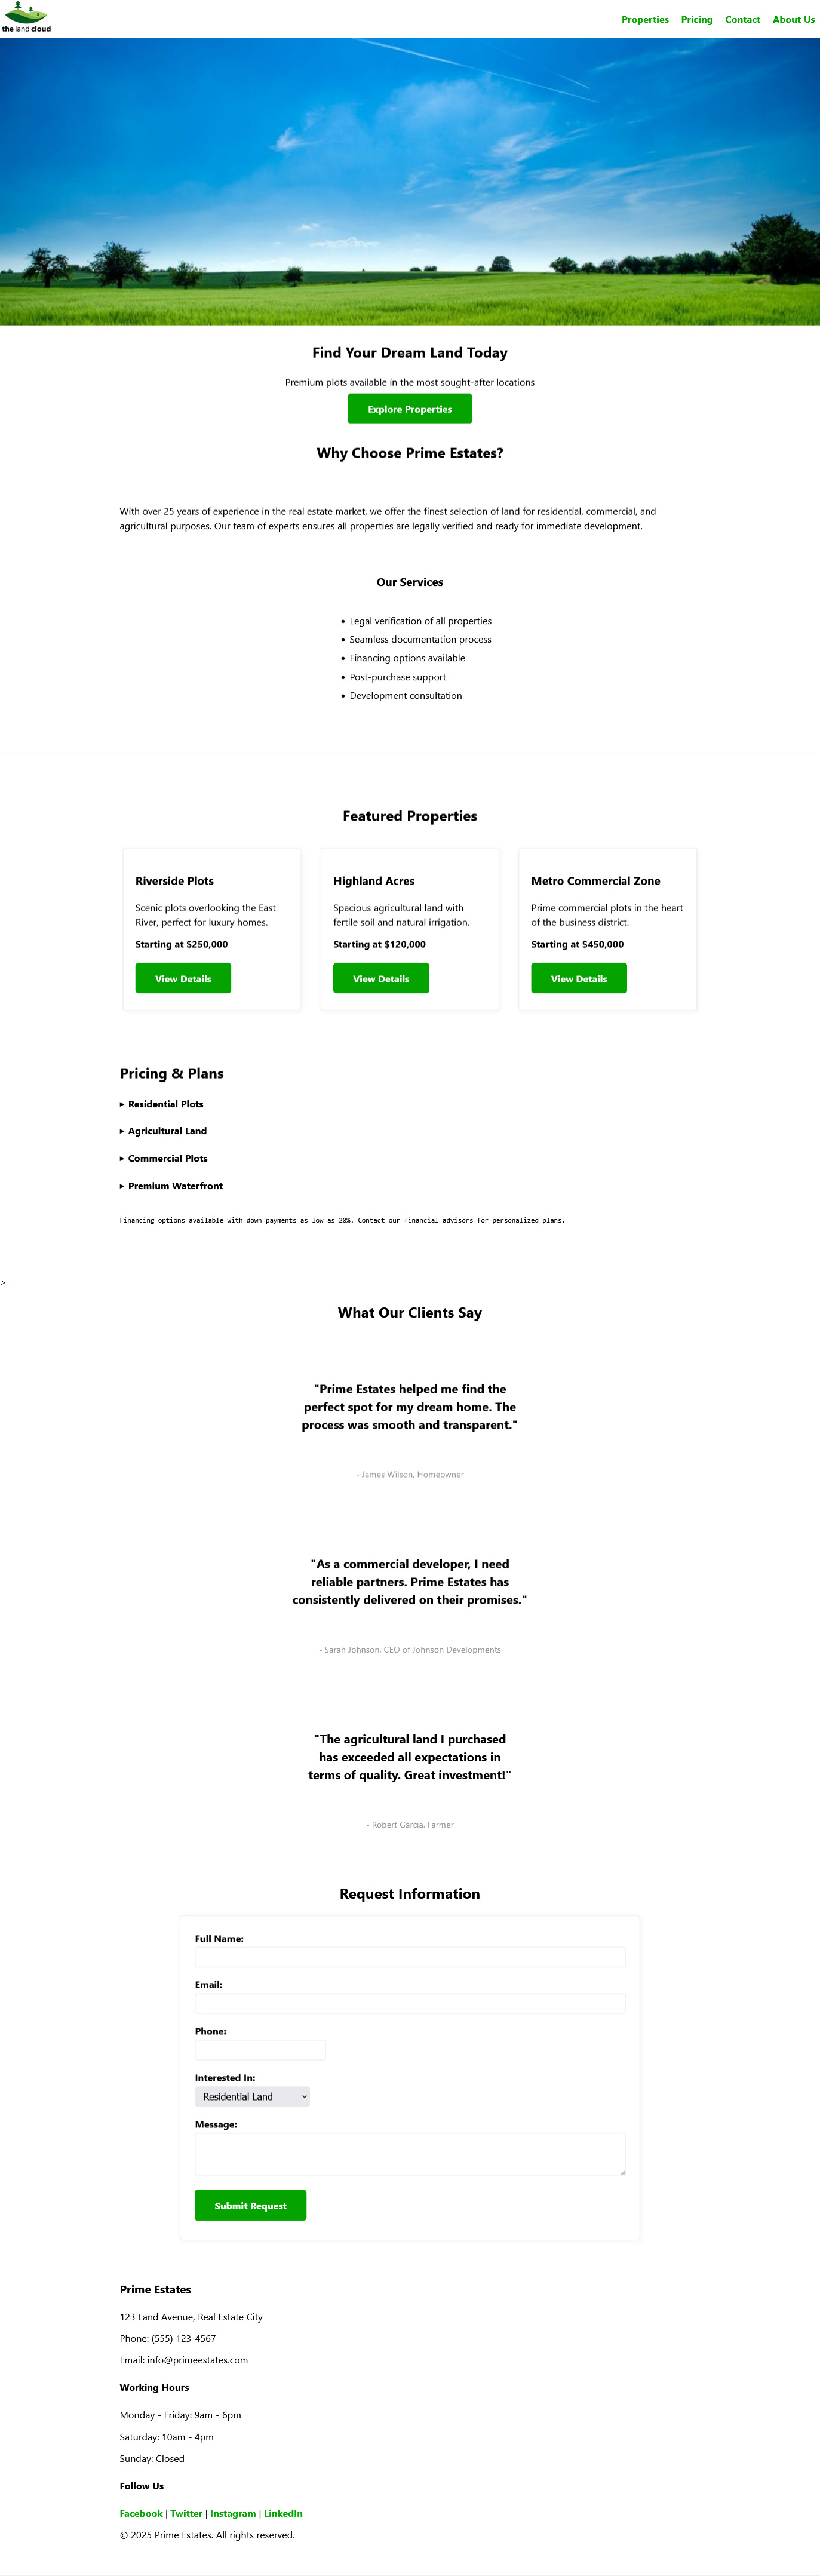 the land cloud
Properties Pricing Contact About Us
Find Your Dream Land Today
Premium plots available in the most sought-after locations
Explore Properties
Why Choose Prime Estates?
With over 25 years of experience in the real estate market, we offer the finest selection of land for residential, commercial, and
agricultural purposes. Our team of experts ensures all properties are legally verified and ready for immediate development.
Our Services
• Legal verification of all properties
• Seamless documentation process
• Financing options available
• Post-purchase support
• Development consultation
Featured Properties
Riverside Plots
Scenic plots overlooking the East
River, perfect for luxury homes.
Starting at $250,000
View Details
Highland Acres
Spacious agricultural land with
fertile soil and natural irrigation.
Starting at $120,000
View Details
Metro Commercial Zone
Prime commercial plots in the heart
of the business district.
Starting at $450,000
View Details
Pricing & Plans
▸ Residential Plots
▸ Agricultural Land
▸ Commercial Plots
▸ Premium Waterfront
Financing options available with down payments as low as 20%. Contact our financial advisors for personalized plans.
>
What Our Clients Say
"Prime Estates helped me find the
perfect spot for my dream home. The
process was smooth and transparent."
- James Wilson, Homeowner
"As a commercial developer, I need
reliable partners. Prime Estates has
consistently delivered on their promises."
- Sarah Johnson, CEO of Johnson Developments
"The agricultural land I purchased
has exceeded all expectations in
terms of quality. Great investment!"
- Robert Garcia, Farmer
Request Information
Full Name:
Email:
Phone:
Interested In:
Residential Land
Message:
Submit Request
Prime Estates
123 Land Avenue, Real Estate City
Phone: (555) 123-4567
Email: info@primeestates.com
Working Hours
Monday - Friday: 9am - 6pm
Saturday: 10am - 4pm
Sunday: Closed
Follow Us
Facebook | Twitter | Instagram | LinkedIn
© 2025 Prime Estates. All rights reserved.